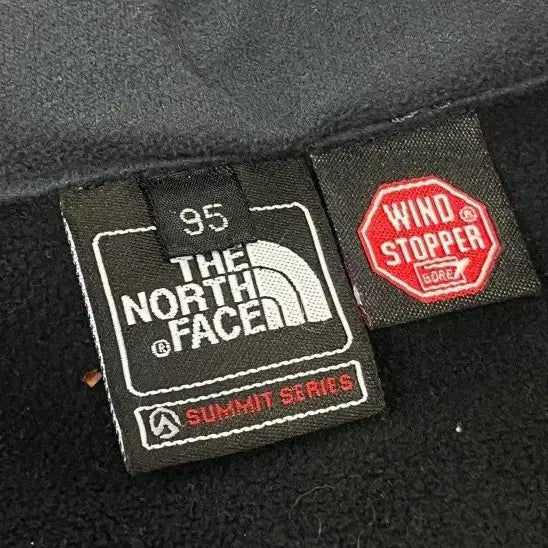 95
THE
NORTH
®FACE
SUMMIT SERIES
WIND
®
STOPPER
GORE